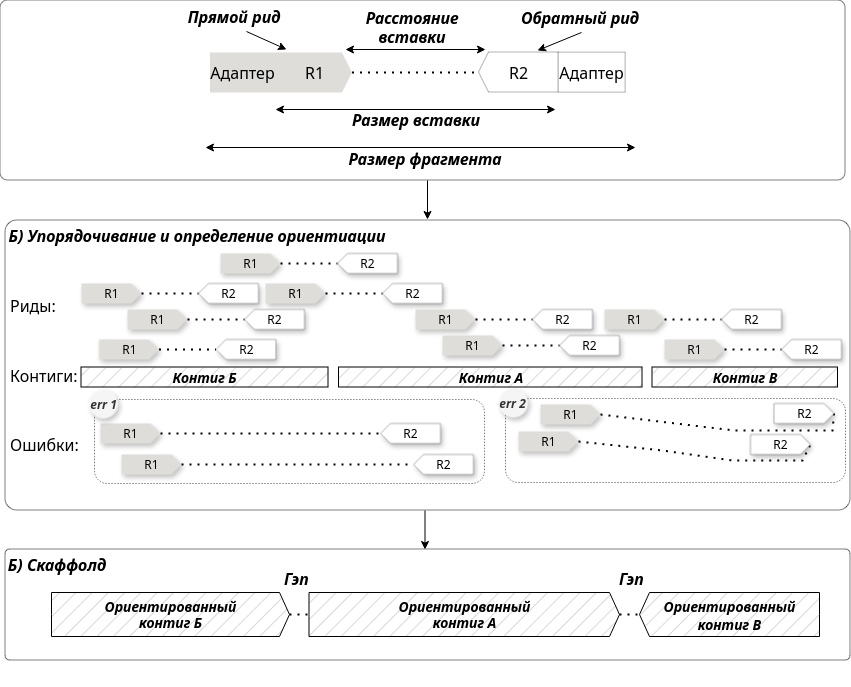 Прямой рид
Расстояние
вставки
Обратный рид
Адаптер R1
R2 Адаптер
Размер вставки
Размер фрагмента
Б) Упорядочивание и определение ориентиации
R1 R2
Риды:
R1 R2 R1 R2
R1 R2 R1 R2 R1 R2
R1 R2
R1 R2 R1 R2
Контиги: Контиг Б Контиг А Контиг В
err 1 err 2
Ошибки:
R1 R2
R1 R2
R1 R2
R1 R2
Б) Скаффолд
Гэп Гэп
Ориентированный
контиг Б
Ориентированный
контиг А
Ориентированный
контиг В